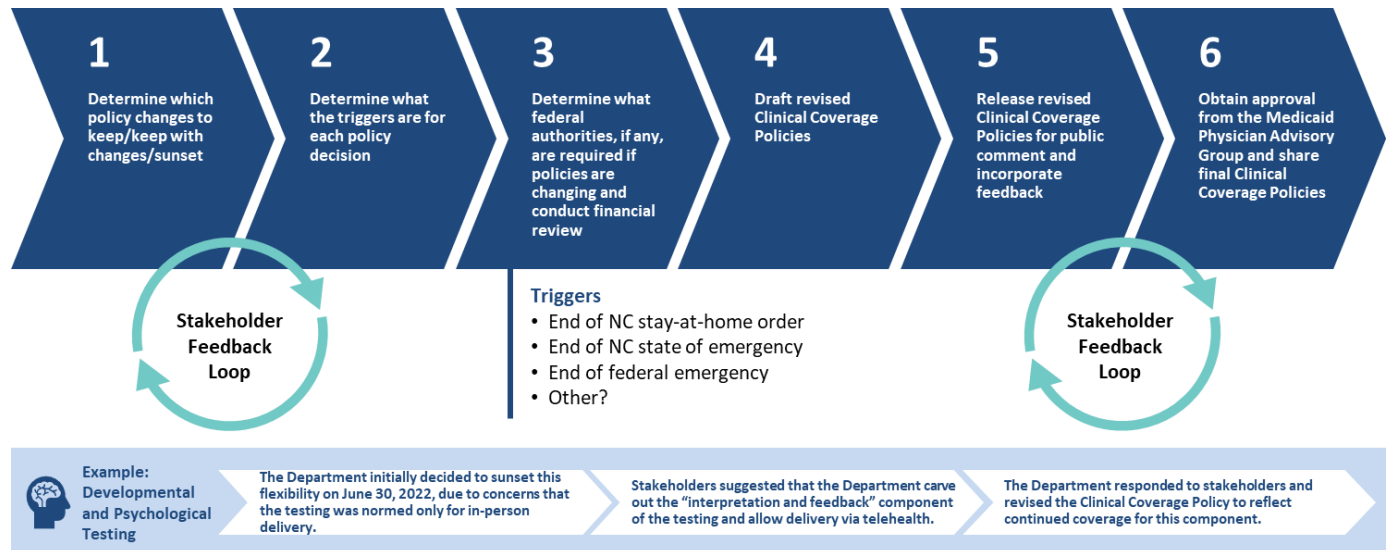 1
Determine which
policy changes to
keep/keep with
changes/sunset
2
Determine what
the triggers are for
each policy
decision
3
Determine what
federal
authorities, if any,
are required if
policies are
changing and
conduct financial
review
4
Draft revised
Clinical Coverage
Policies
5
Release revised
Clinical Coverage
Policies for public
comment and
incorporate
feedback
6
Obtain approval
from the Medicaid
Physician Advisory
Group and share
final Clinical
Coverage Policies
Stakeholder
Feedback
Loop
Triggers
• End of NC stay-at-home order
• End of NC state of emergency
• End of federal emergency
• Other?
Stakeholder
Feedback
Loop
Example:
Developmental
and Psychological
Testing
The Department initially decided to sunset this
flexibility on June 30, 2022, due to concerns that
the testing was normed only for in-person
delivery.
Stakeholders suggested that the Department carve
out the “interpretation and feedback” component
of the testing and allow delivery via telehealth.
The Department responded to stakeholders and
revised the Clinical Coverage Policy to reflect
continued coverage for this component.